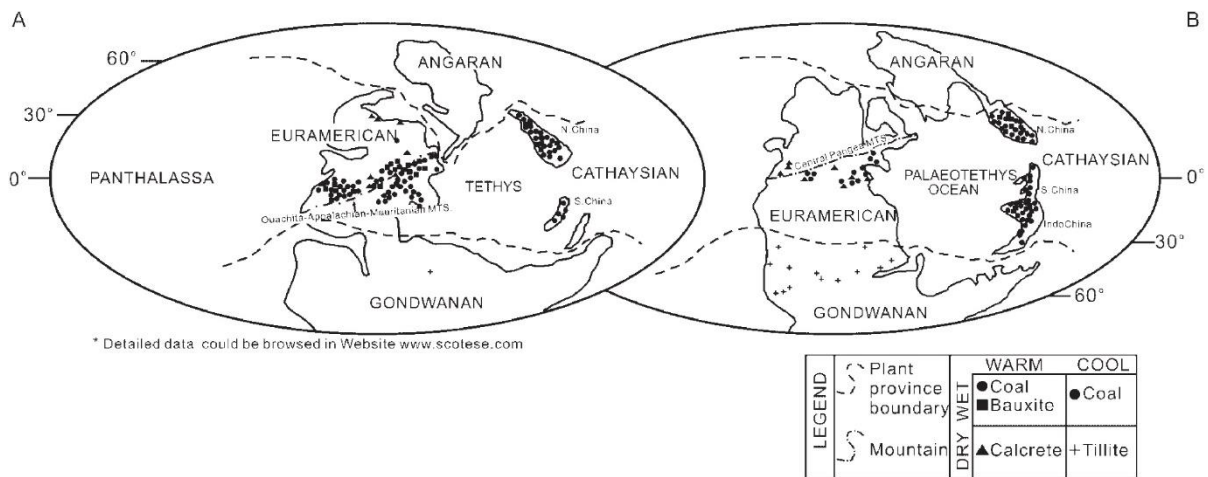 A
B
60°
30°
0°
ANGARAN
EURAMERICAN
N.China
PANTHALASSA
TETHYS
CATHAYSIAN
S.China
Ouachita-Appalachian-Mauritanian MTS.
GONDWANAN
ANGARAN
N.China
Central Pangea MTS.
CATHAYSIAN
PALAEOTETHYS
OCEAN
0°
S.China
EURAMERICAN
IndoChina
30°
60°
GONDWANAN
* Detailed data could be browsed in Website www.scotese.com
LEGEND
Plant
province
boundary
Mountain
WARM
COOL
DRY WET
Coal
Bauxite
Coal
Calcrete
Tillite